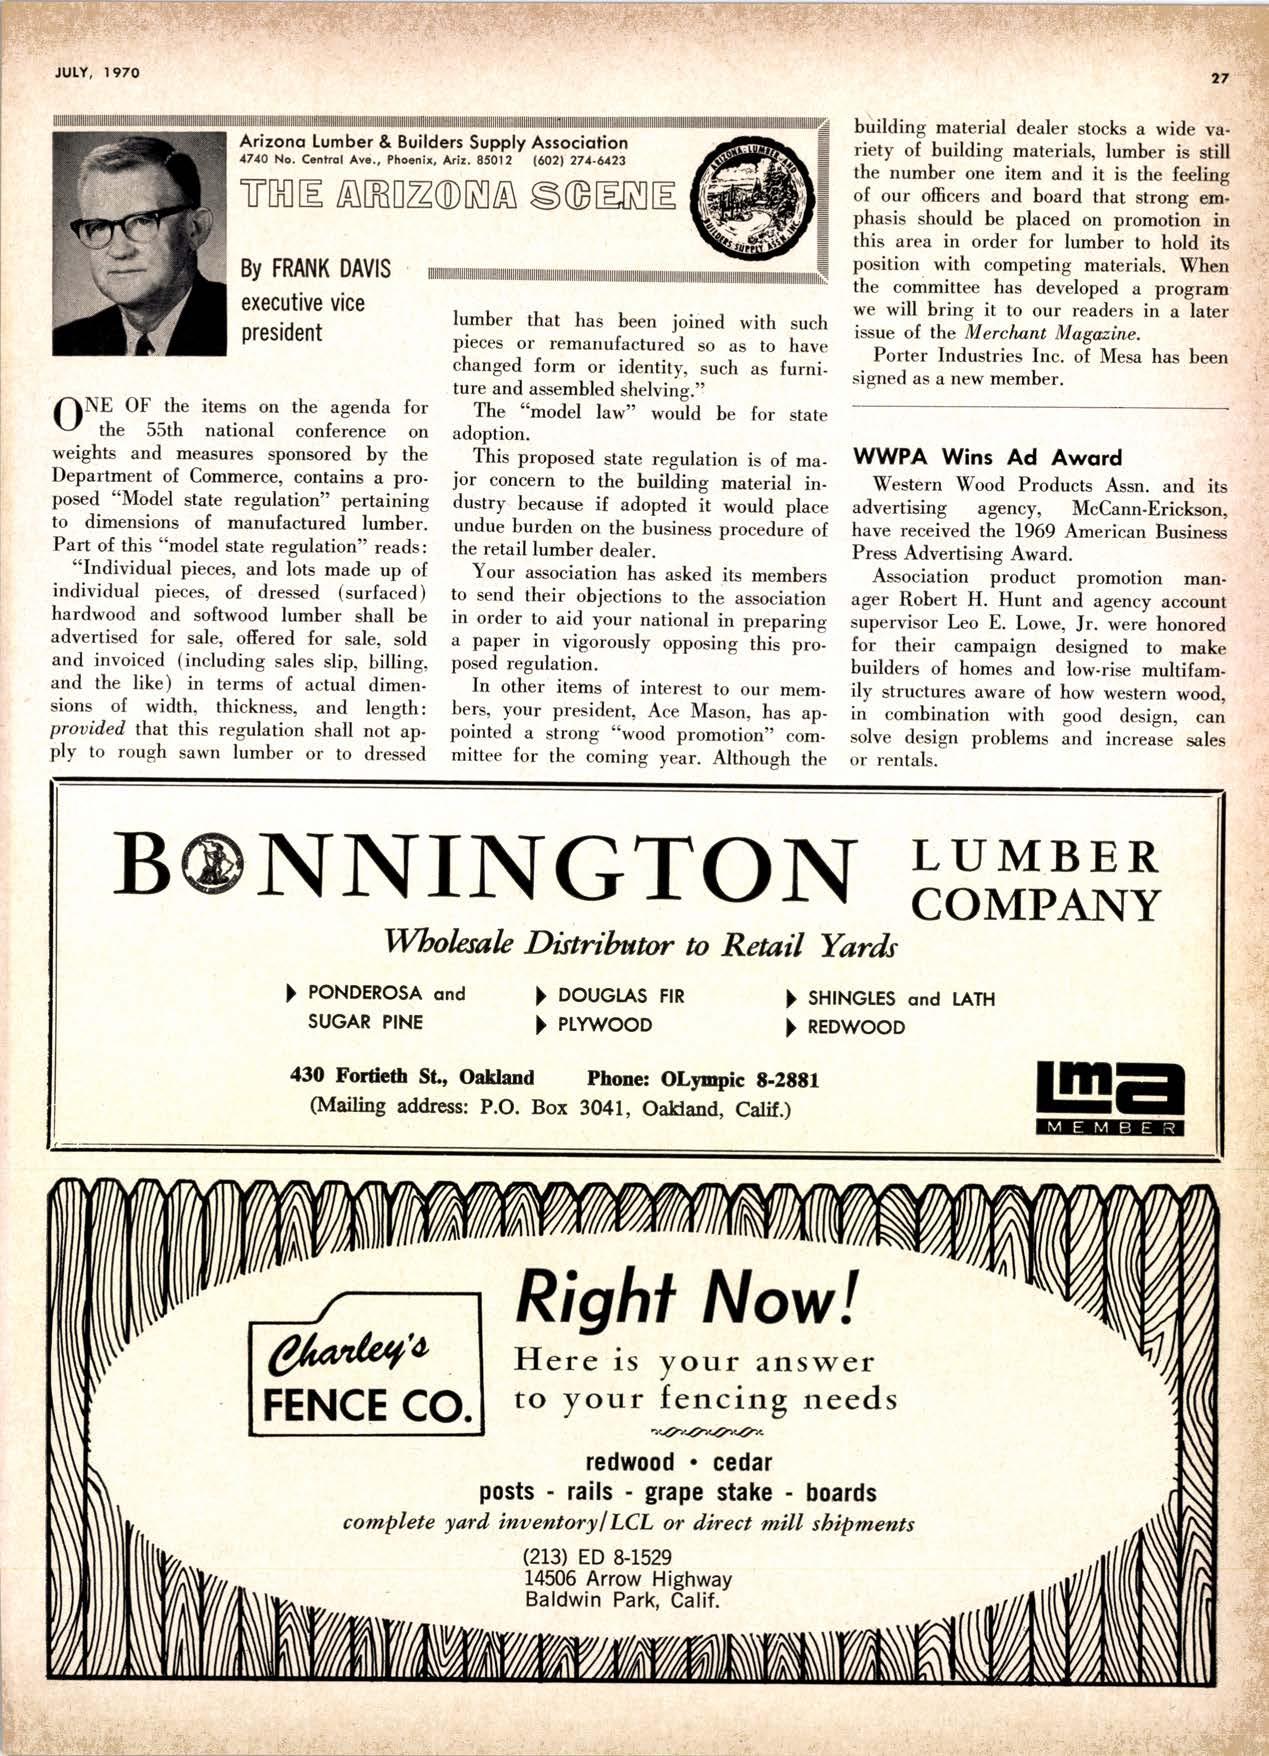 JULY, 1970
27
Arizona Lumber & Builders Supply Association
4740 No. Central Ave., Phoenix, Ariz. 85012 (602) 274-6423
THE ARIZONA SCENE
ARIZONA LUMBER AND
BUILDERS SUPPLY ASSN. INC.
By FRANK DAVIS
executive vice
president
ONE OF the items on the agenda for
the 55th national conference on
weights and measures sponsored by the
Department of Commerce, contains a pro-
posed “Model state regulation” pertaining
to dimensions of manufactured lumber.
Part of this “model state regulation” reads:
“Individual pieces, and lots made up of
individual pieces, of dressed (surfaced)
hardwood and softwood lumber shall be
advertised for sale, offered for sale, sold
and invoiced (including sales slip, billing,
and the like) in terms of actual dimen-
sions of width, thickness, and length:
provided that this regulation shall not ap-
ply to rough sawn lumber or to dressed
lumber that has been joined with such
pieces or remanufactured so as to have
changed form or identity, such as furni-
ture and assembled shelving.”
The “model law” would be for state
adoption.
This proposed state regulation is of ma-
jor concern to the building material in-
dustry because if adopted it would place
undue burden on the business procedure of
the retail lumber dealer.
Your association has asked its members
to send their objections to the association
in order to aid your national in preparing
a paper in vigorously opposing this pro-
posed regulation.
In other items of interest to our mem-
bers, your president, Ace Mason, has ap-
pointed a strong “wood promotion” com-
mittee for the coming year. Although the
building material dealer stocks a wide va-
riety of building materials, lumber is still
the number one item and it is the feeling
of our officers and board that strong em-
phasis should be placed on promotion in
this area in order for lumber to hold its
position with competing materials. When
the committee has developed a program
we will bring it to our readers in a later
issue of the Merchant Magazine.
Porter Industries Inc. of Mesa has been
signed as a new member.
WWPA Wins Ad Award
Western Wood Products Assn. and its
advertising agency, McCann-Erickson,
have received the 1969 American Business
Press Advertising Award.
Association product promotion man-
ager Robert H. Hunt and agency account
supervisor Leo E. Lowe, Jr. were honored
for their campaign designed to make
builders of homes and low-rise multifam-
ily structures aware of how western wood,
in combination with good design, can
solve design problems and increase sales
or rentals.
BONNINGTON LUMBER
COMPANY
Wholesale Distributor to Retail Yards
PONDEROSA and
SUGAR PINE
DOUGLAS FIR
PLYWOOD
SHINGLES and LATH
REDWOOD
430 Fortieth St., Oakland Phone: OLympic 8-2881
(Mailing address: P.O. Box 3041, Oakland, Calif.)
Lma
MEMBER
Charley's
FENCE CO.
Right Now!
Here is your answer
to your fencing needs
redwood • cedar
posts - rails - grape stake - boards
complete yard inventory/LCL or direct mill shipments
(213) ED 8-1529
14506 Arrow Highway
Baldwin Park, Calif.